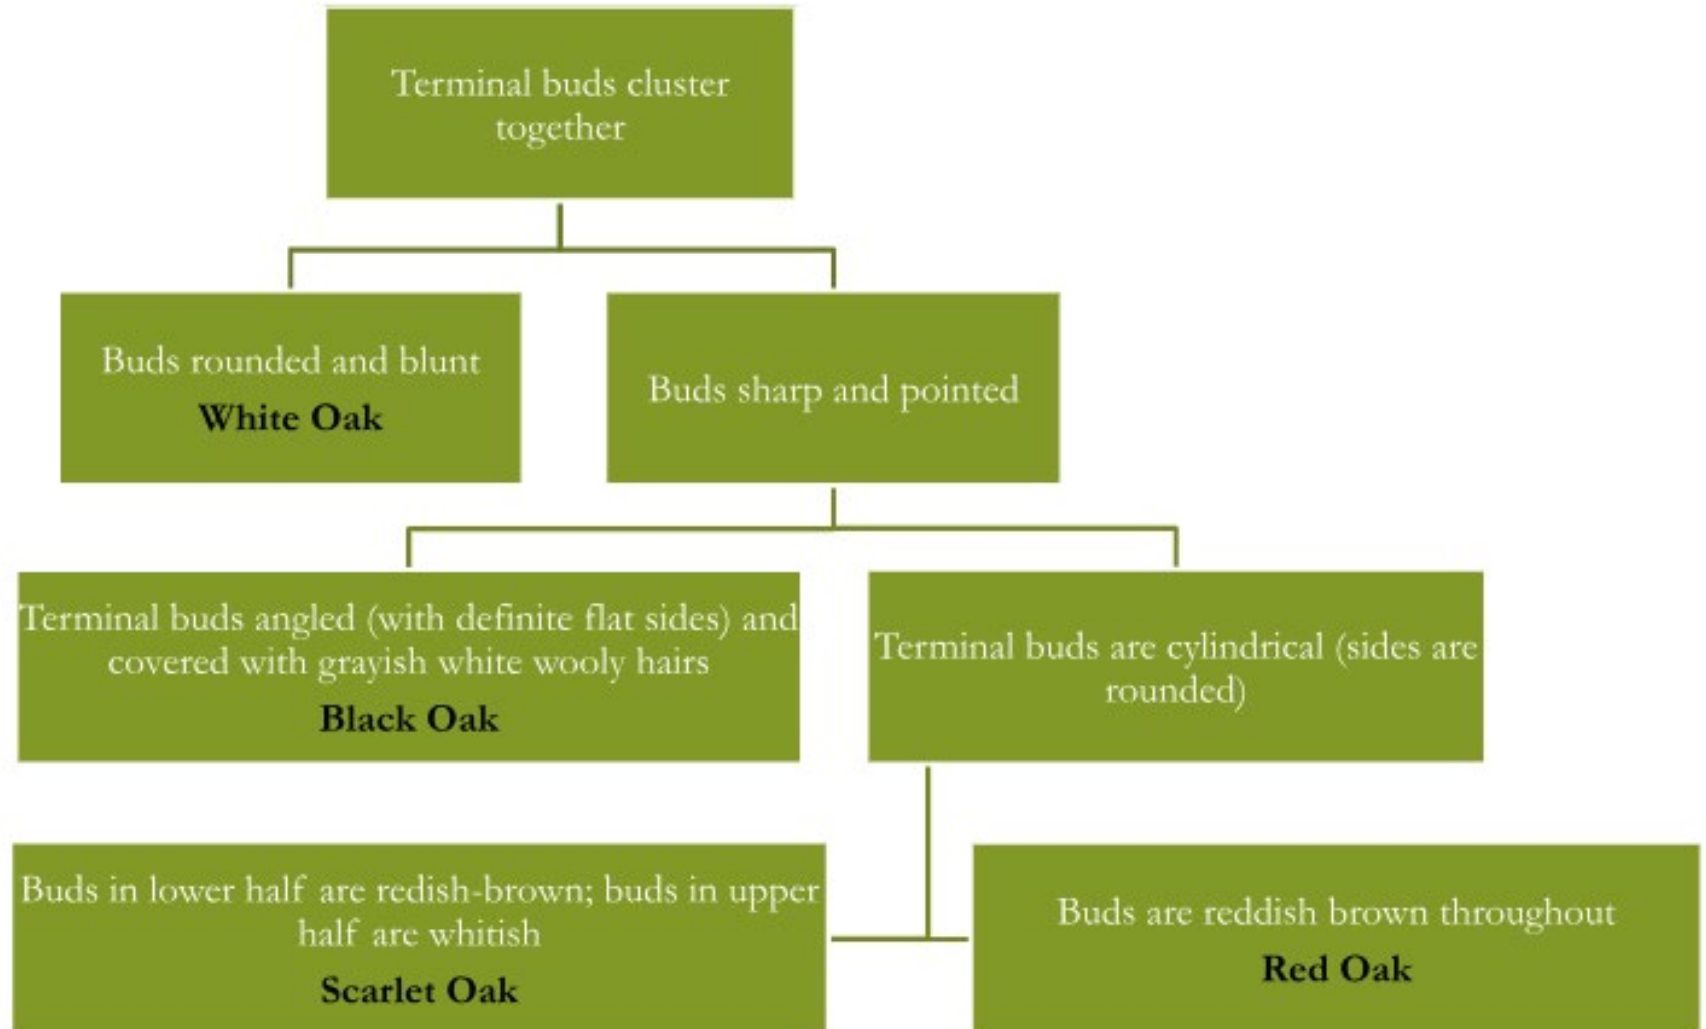 Terminal buds cluster
together
Buds rounded and blunt
White Oak
Buds sharp and pointed
Terminal buds angled (with definite flat sides) and
covered with grayish white wooly hairs
Black Oak
Terminal buds are cylindrical (sides are
rounded)
Buds in lower half are redish-brown; buds in upper
half are whitish
Scarlet Oak
Buds are reddish brown throughout
Red Oak